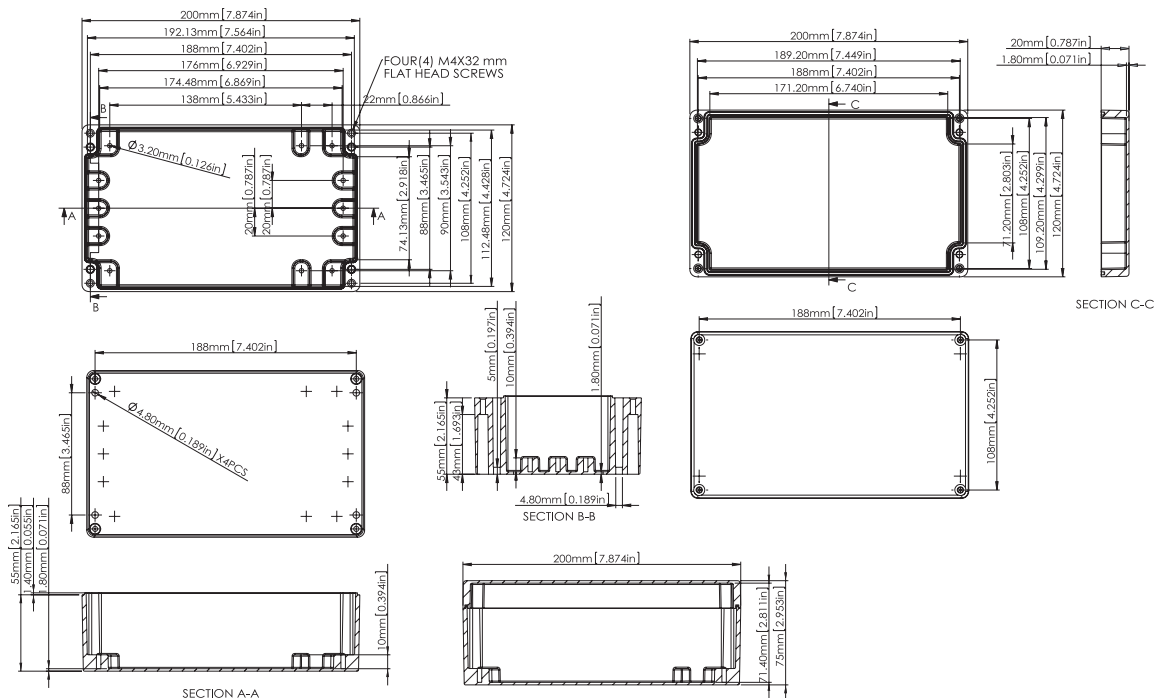 200mm [7.874in]
192.13mm [7.564in]
188mm [7.402in]
176mm [6.929in]
174.48mm [6.869in]
138mm [5.433in]
22mm [0.866in]
FOUR(4) M4X32 mm
FLAT HEAD SCREWS
B
Ø3.20mm [0.126in]
A
A
B
20mm [0.787in]
20mm [0.787in]
74.13mm [2.918in]
88mm [3.465in]
90mm [3.543in]
108mm [4.252in]
112.48mm [4.428in]
120mm [4.724in]
200mm [7.874in]
189.20mm [7.449in]
188mm [7.402in]
171.20mm [6.740in]
C
C
71.20mm [2.803in]
108mm [4.252in]
109.20mm [4.299in]
120mm [4.724in]
20mm [0.787in]
1.80mm [0.071in]
SECTION C-C
188mm [7.402in]
88mm [3.465in]
Ø4.80mm [0.189in] X4PCS
5mm [0.197in]
10mm [0.394in]
1.80mm [0.071in]
55mm [2.165in]
43mm [1.693in]
4.80mm [0.189in]
SECTION B-B
188mm [7.402in]
108mm [4.252in]
55mm [2.165in]
1.40mm [0.055in]
1.80mm [0.071in]
10mm [0.394in]
SECTION A-A
200mm [7.874in]
71.40mm [2.811in]
75mm [2.953in]